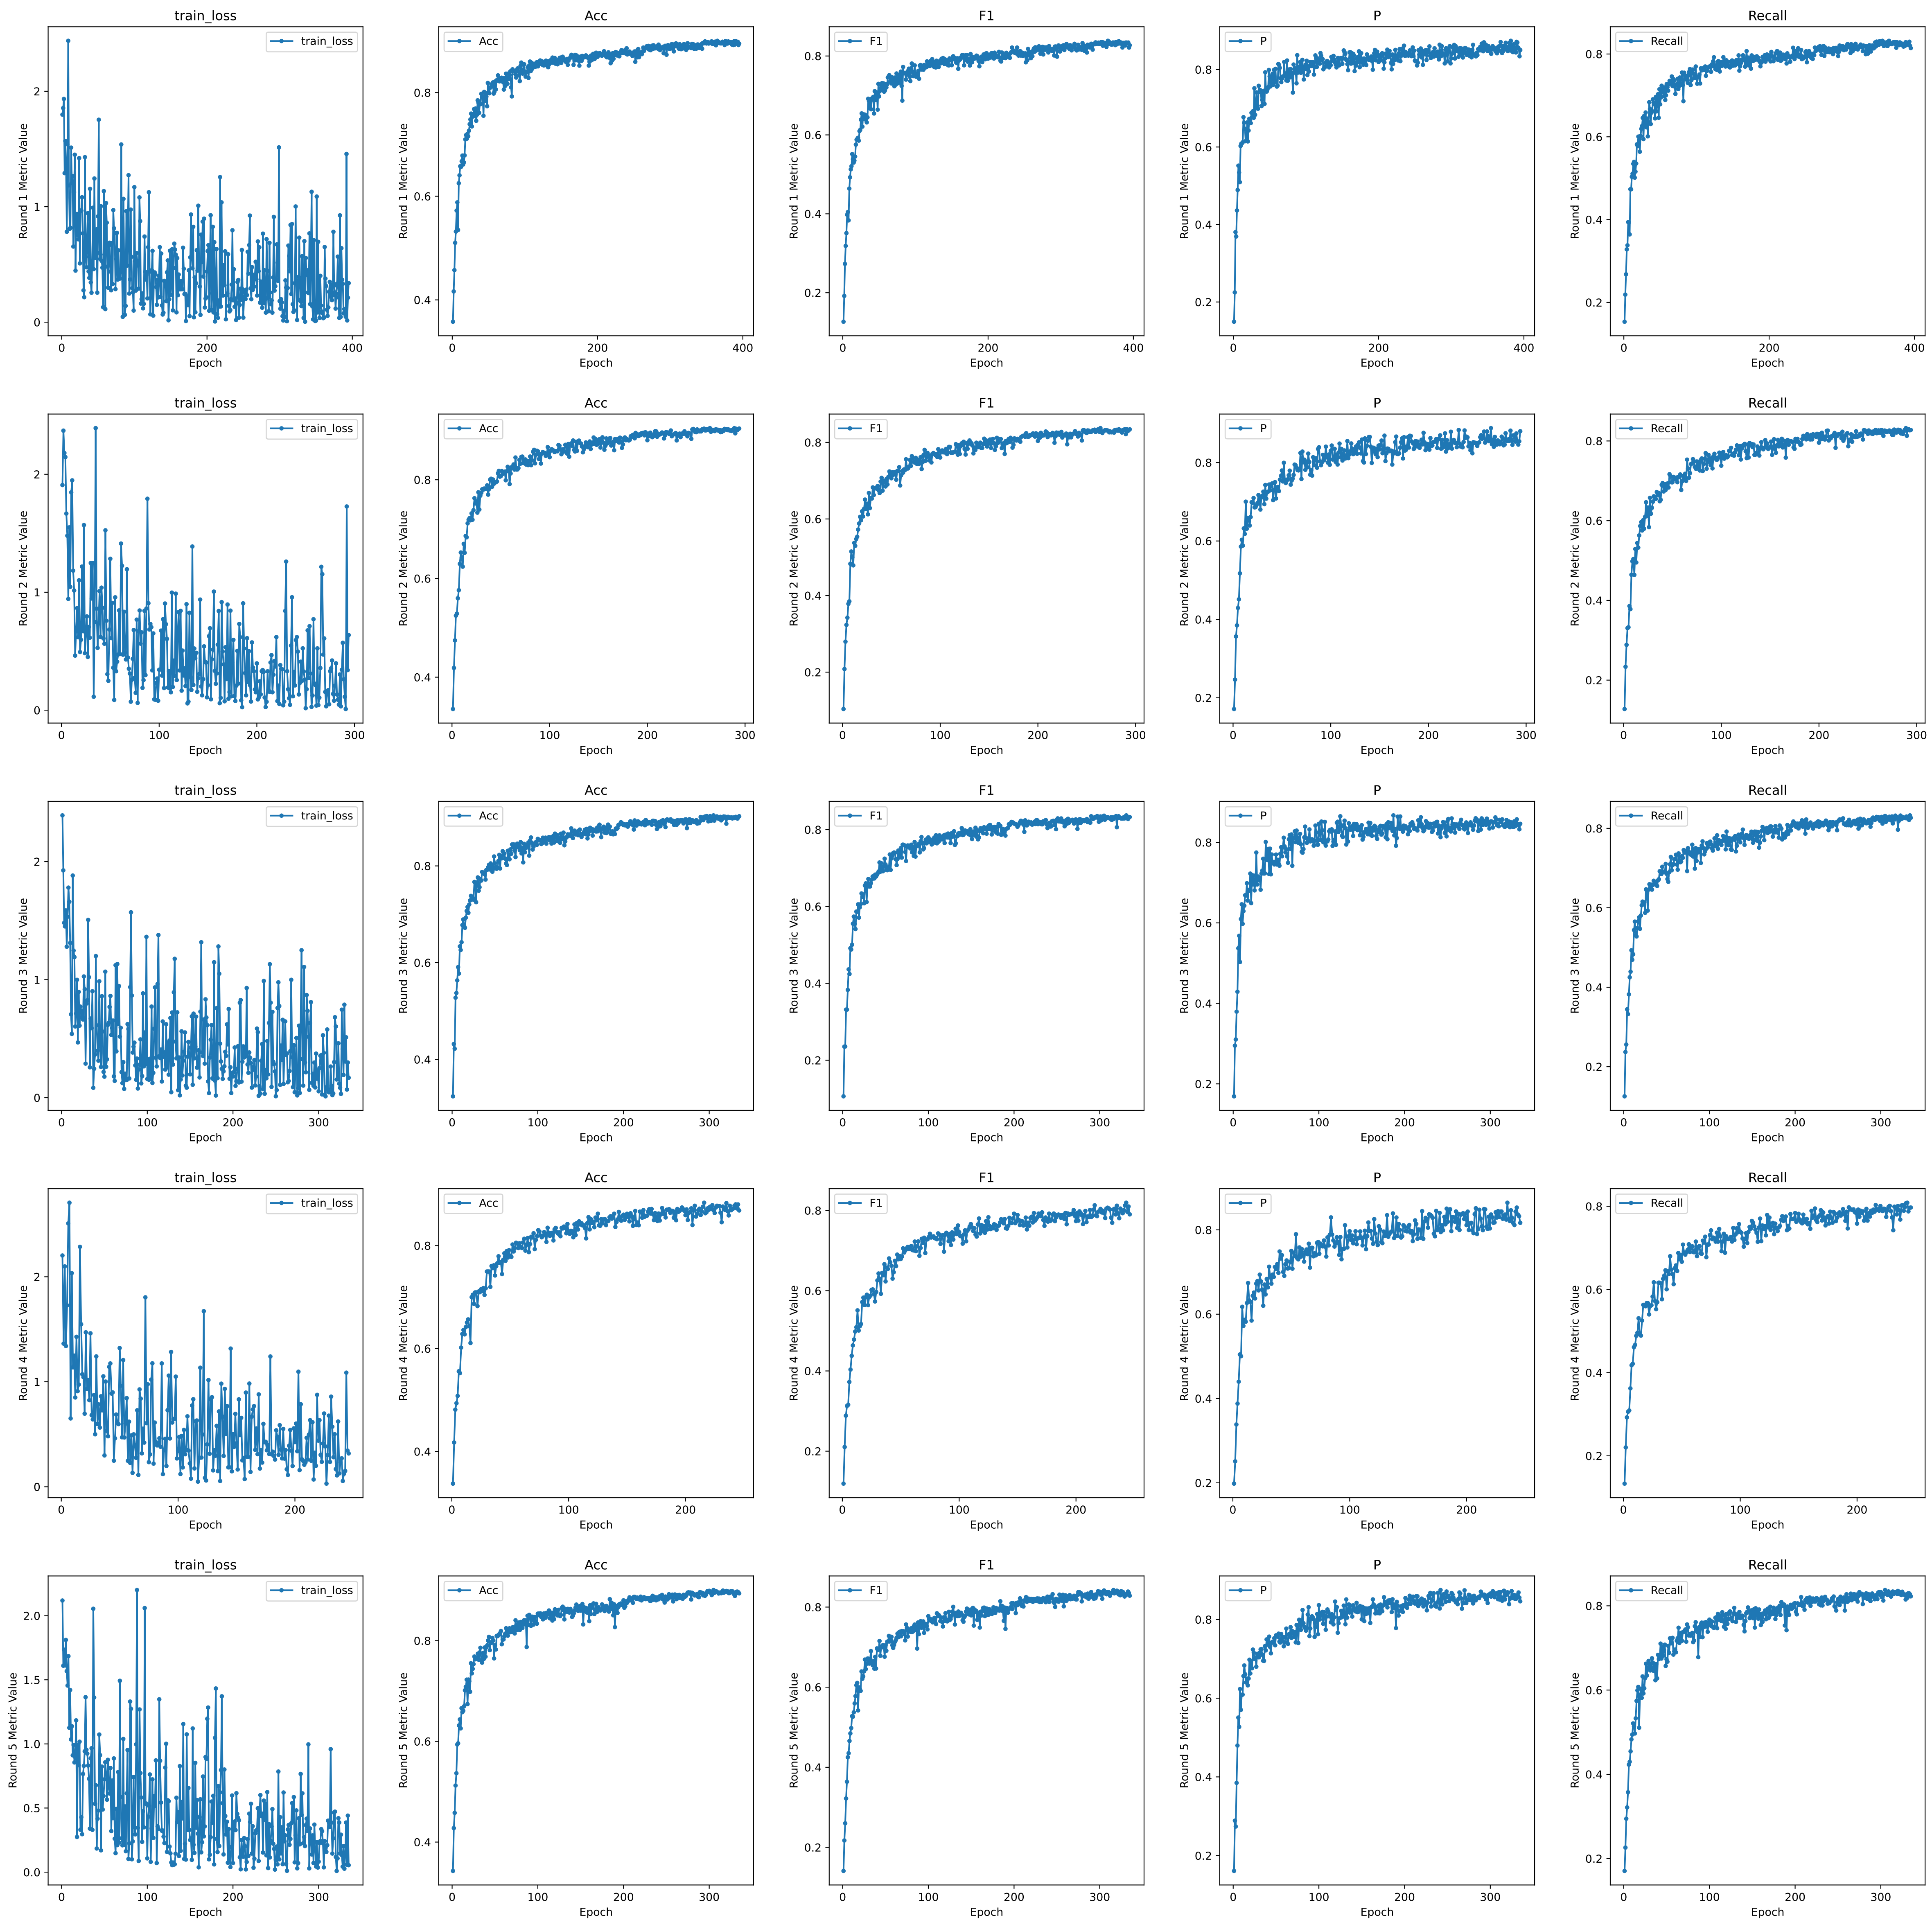 train_loss Acc F1 P Recall
train_loss Acc F1 P Recall
Round 1 Metric Value Round 1 Metric Value Round 1 Metric Value Round 1 Metric Value Round 1 Metric Value
2 0.8 0.8 0.8 0.8
1 0.6 0.6 0.6 0.6
0 0.4 0.4 0.4 0.4
0.2 0.2 0.2
0 200 400 0 200 400 0 200 400 0 200 400 0 200 400
Epoch Epoch Epoch Epoch Epoch
train_loss Acc F1 P Recall
train_loss Acc F1 P Recall
Round 2 Metric Value Round 2 Metric Value Round 2 Metric Value Round 2 Metric Value Round 2 Metric Value
2 0.8 0.8 0.8 0.8
1 0.6 0.6 0.6 0.6
0 0.4 0.4 0.4 0.4
0.2 0.2 0.2
0 100 200 300 0 100 200 300 0 100 200 300 0 100 200 300 0 100 200 300
Epoch Epoch Epoch Epoch Epoch
train_loss Acc F1 P Recall
train_loss Acc F1 P Recall
Round 3 Metric Value Round 3 Metric Value Round 3 Metric Value Round 3 Metric Value Round 3 Metric Value
2 0.8 0.8 0.8 0.8
1 0.6 0.6 0.6 0.6
0 0.4 0.4 0.4 0.4
0.2 0.2 0.2
0 100 200 300 0 100 200 300 0 100 200 300 0 100 200 300 0 100 200 300
Epoch Epoch Epoch Epoch Epoch
train_loss Acc F1 P Recall
train_loss Acc F1 P Recall
Round 4 Metric Value Round 4 Metric Value Round 4 Metric Value Round 4 Metric Value Round 4 Metric Value
2 0.8 0.8 0.8 0.8
1 0.6 0.6 0.6 0.6
0 0.4 0.4 0.4 0.4
0.2 0.2 0.2
0 100 200 0 100 200 0 100 200 0 100 200 0 100 200
Epoch Epoch Epoch Epoch Epoch
train_loss Acc F1 P Recall
train_loss Acc F1 P Recall
Round 5 Metric Value Round 5 Metric Value Round 5 Metric Value Round 5 Metric Value Round 5 Metric Value
2.0 0.8 0.8 0.8 0.8
1.5 0.6 0.6 0.6 0.6
1.0 0.4 0.4 0.4 0.4
0.5 0.2 0.2 0.2
0.0
0 100 200 300 0 100 200 300 0 100 200 300 0 100 200 300 0 100 200 300
Epoch Epoch Epoch Epoch Epoch